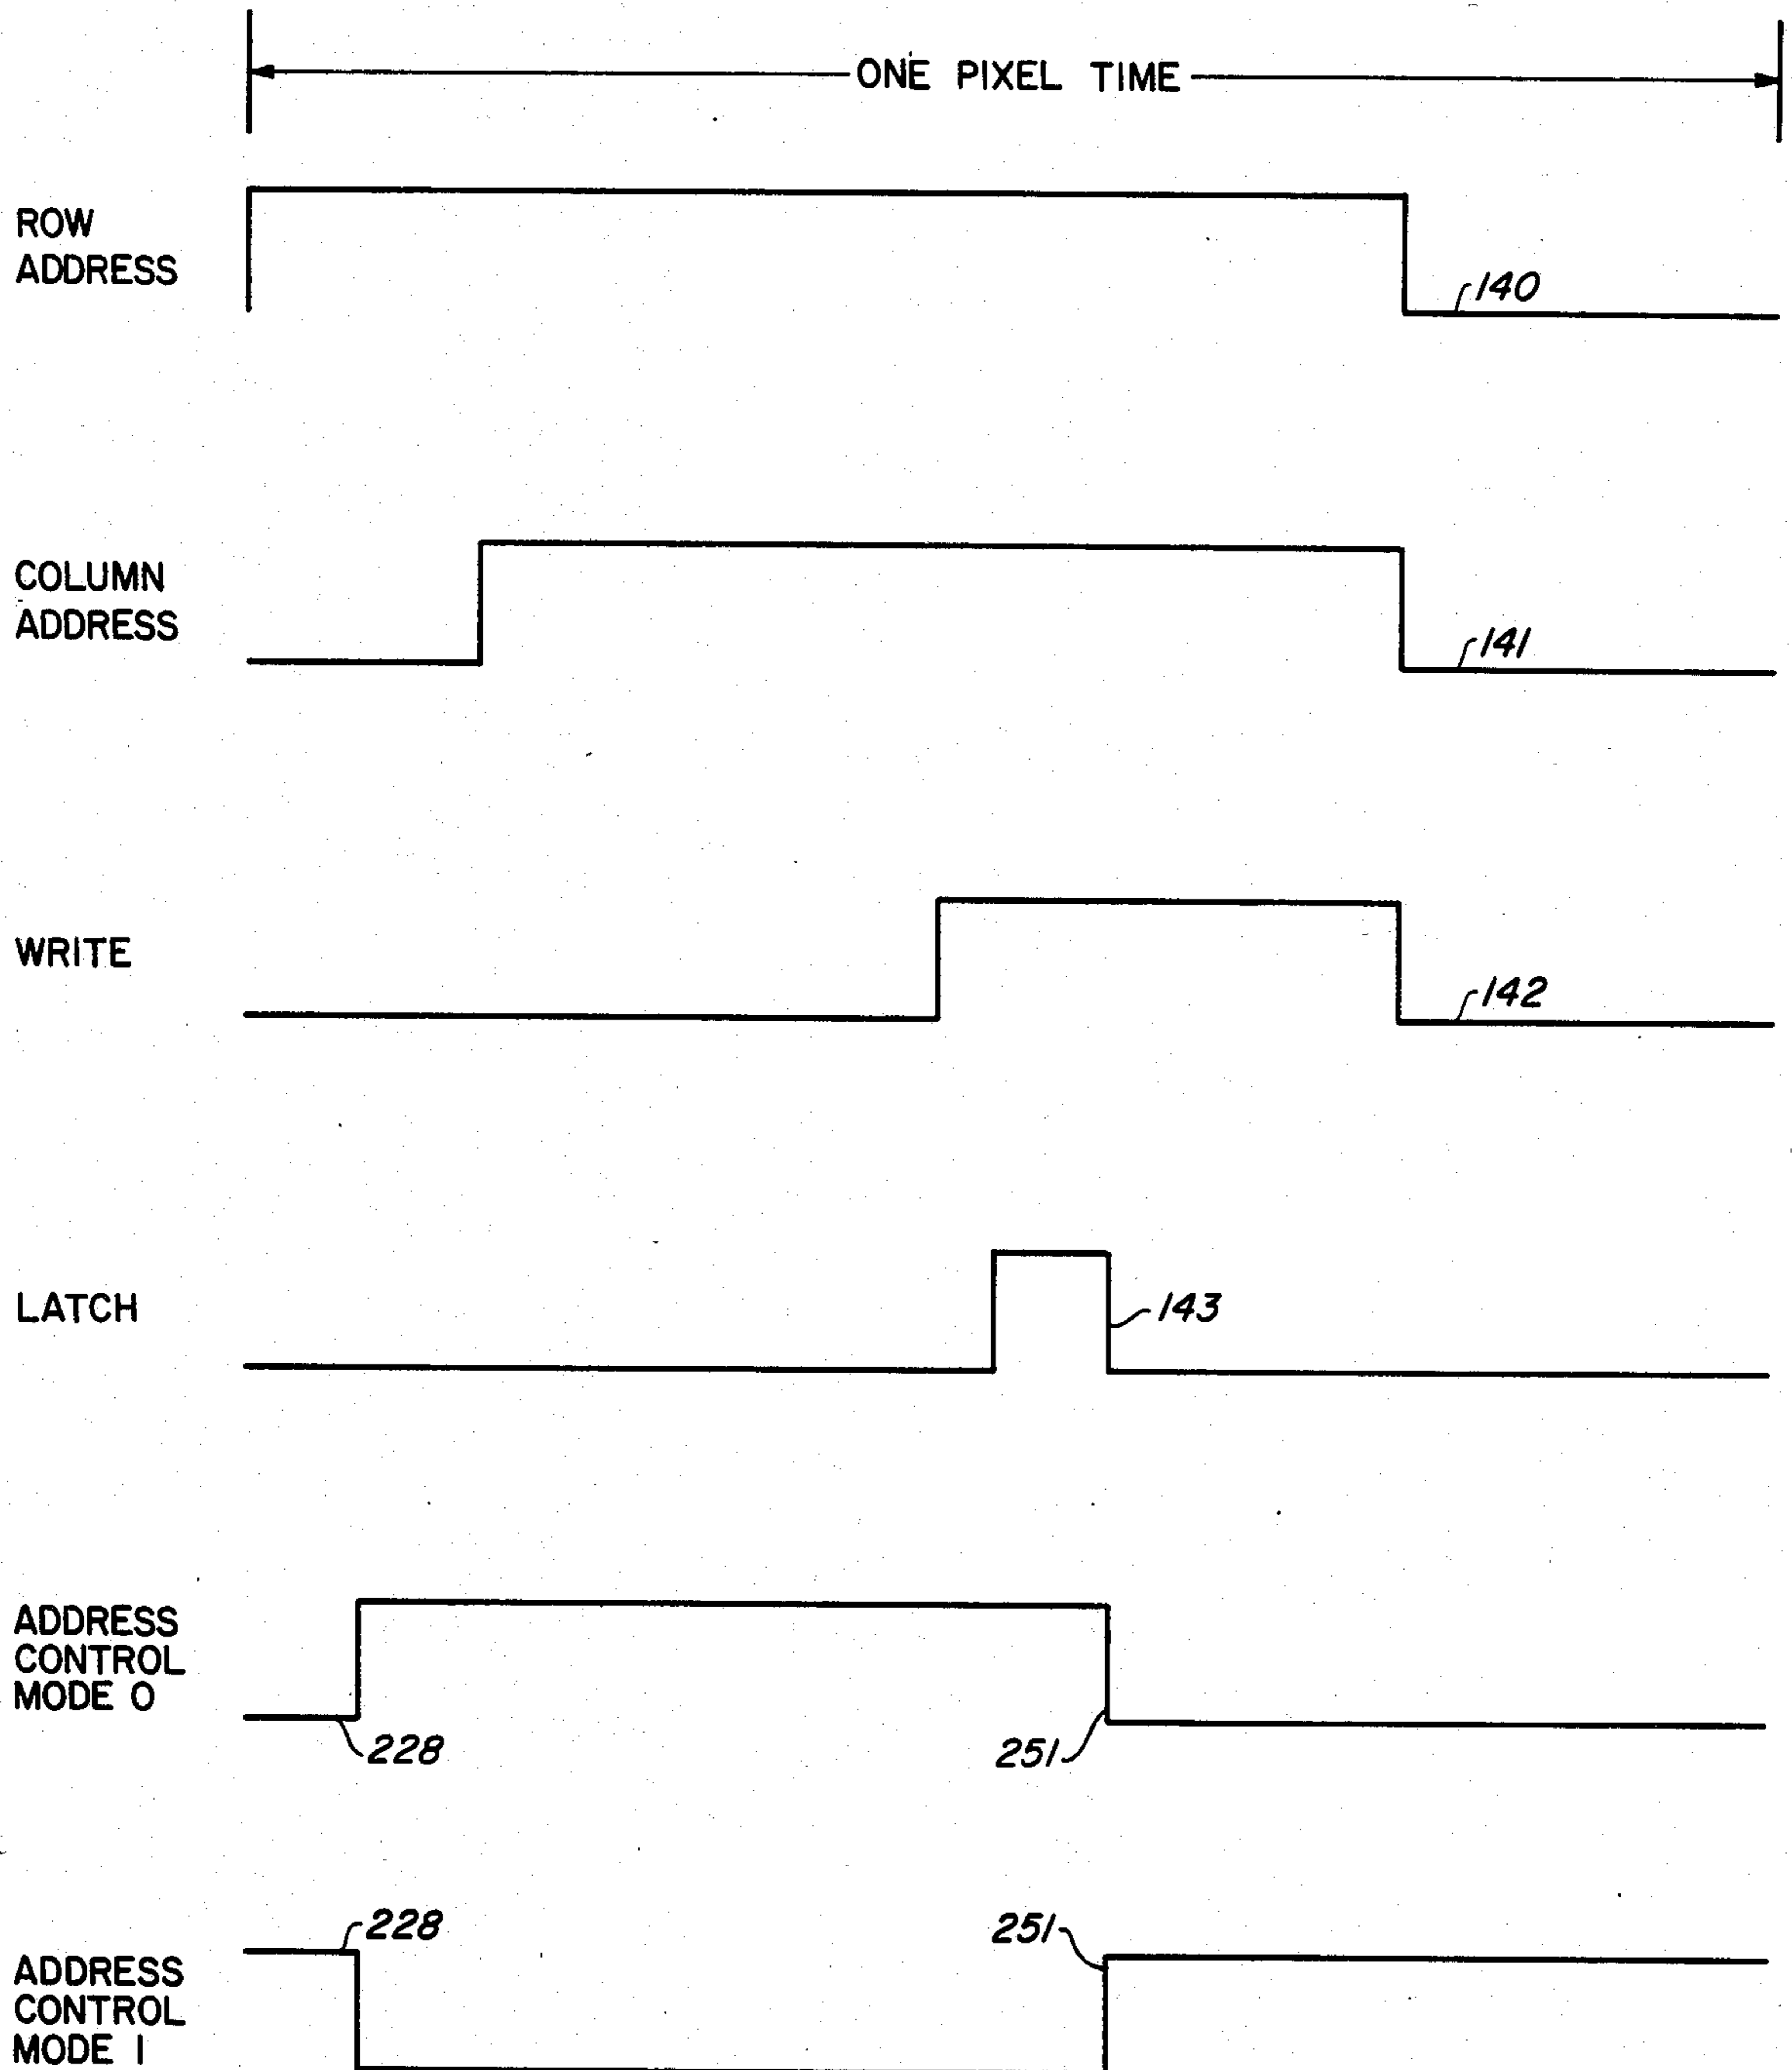 ONE PIXEL TIME
ROW
ADDRESS
140
COLUMN
ADDRESS
141
WRITE
142
LATCH
143
ADDRESS
CONTROL
MODE 0
228
251
228
251
ADDRESS
CONTROL
MODE 1